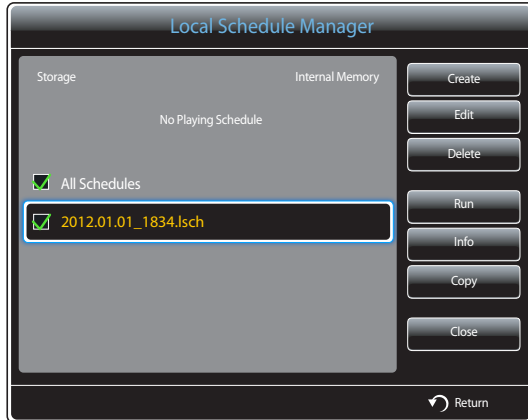 Local Schedule Manager
Storage Internal Memory
No Playing Schedule
All Schedules
2012.01.01_1834.lsch
Create
Edit
Delete
Run
Info
Copy
Close
Return